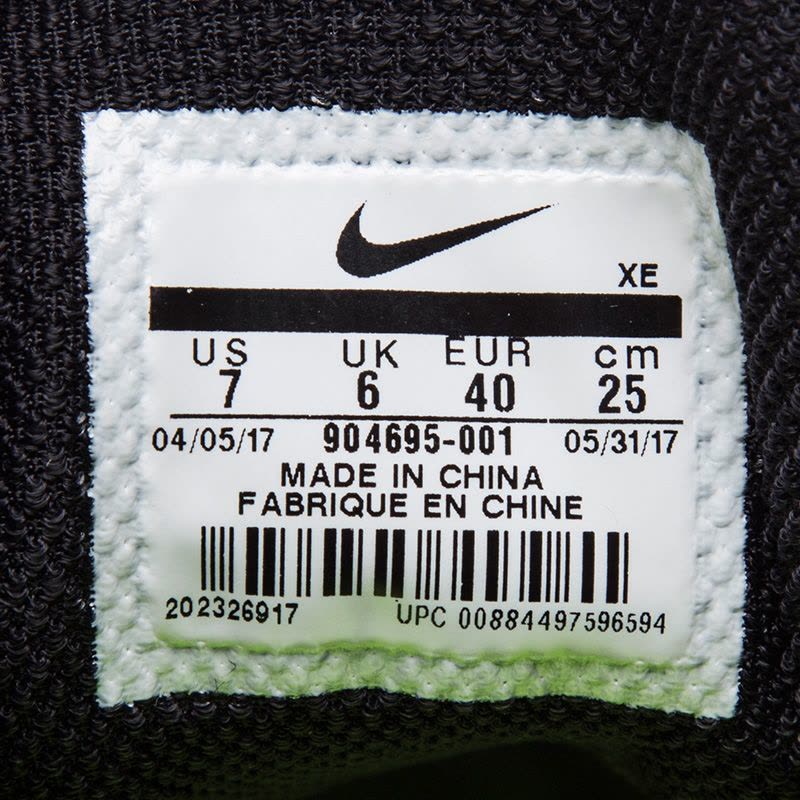 XE
US UK EUR cm
7 6 40 25
04/05/17 904695-001 05/31/17
MADE IN CHINA
FABRIQUE EN CHINE
202326917 UPC 00884497596594